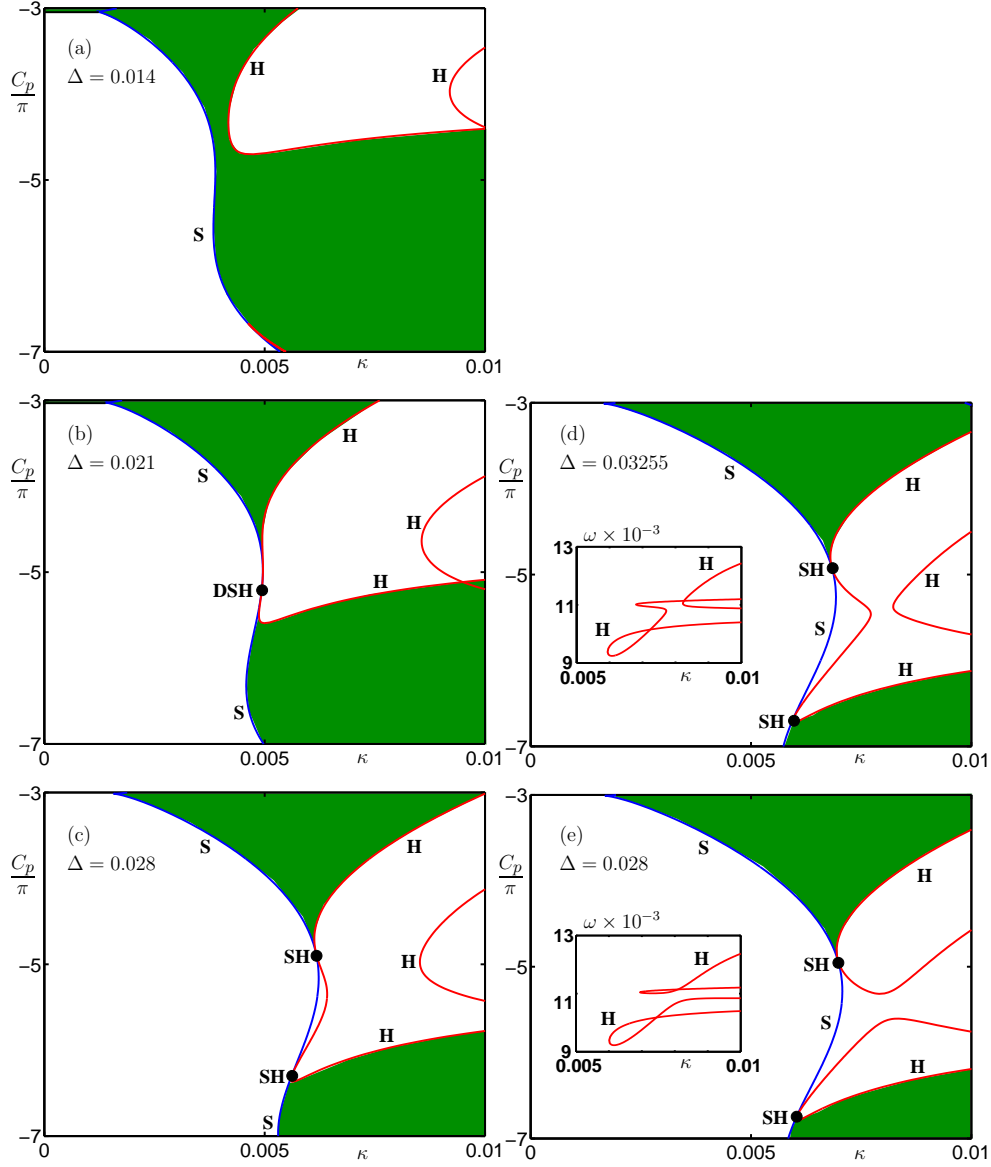 -3
(a)
Δ = 0.014
H
H
C_p/π
-5
S
-7
0
0.005
κ
0.01
-3
(b)
Δ = 0.021
S
H
C_p/π
H
-5
DSH
H
S
-7
0
0.005
κ
0.01
-3
(d)
Δ = 0.03255
S
H
C_p/π
ω × 10⁻³
13
H
11
H
9
0.005
κ
0.01
SH
-5
H
S
H
SH
-7
0
0.005
κ
0.01
-3
(c)
Δ = 0.028
S
H
C_p/π
SH
-5
H
H
SH
S
-7
0
0.005
κ
0.01
-3
(e)
Δ = 0.028
S
H
C_p/π
ω × 10⁻³
13
H
11
H
9
0.005
κ
0.01
SH
-5
S
H
SH
-7
0
0.005
κ
0.01